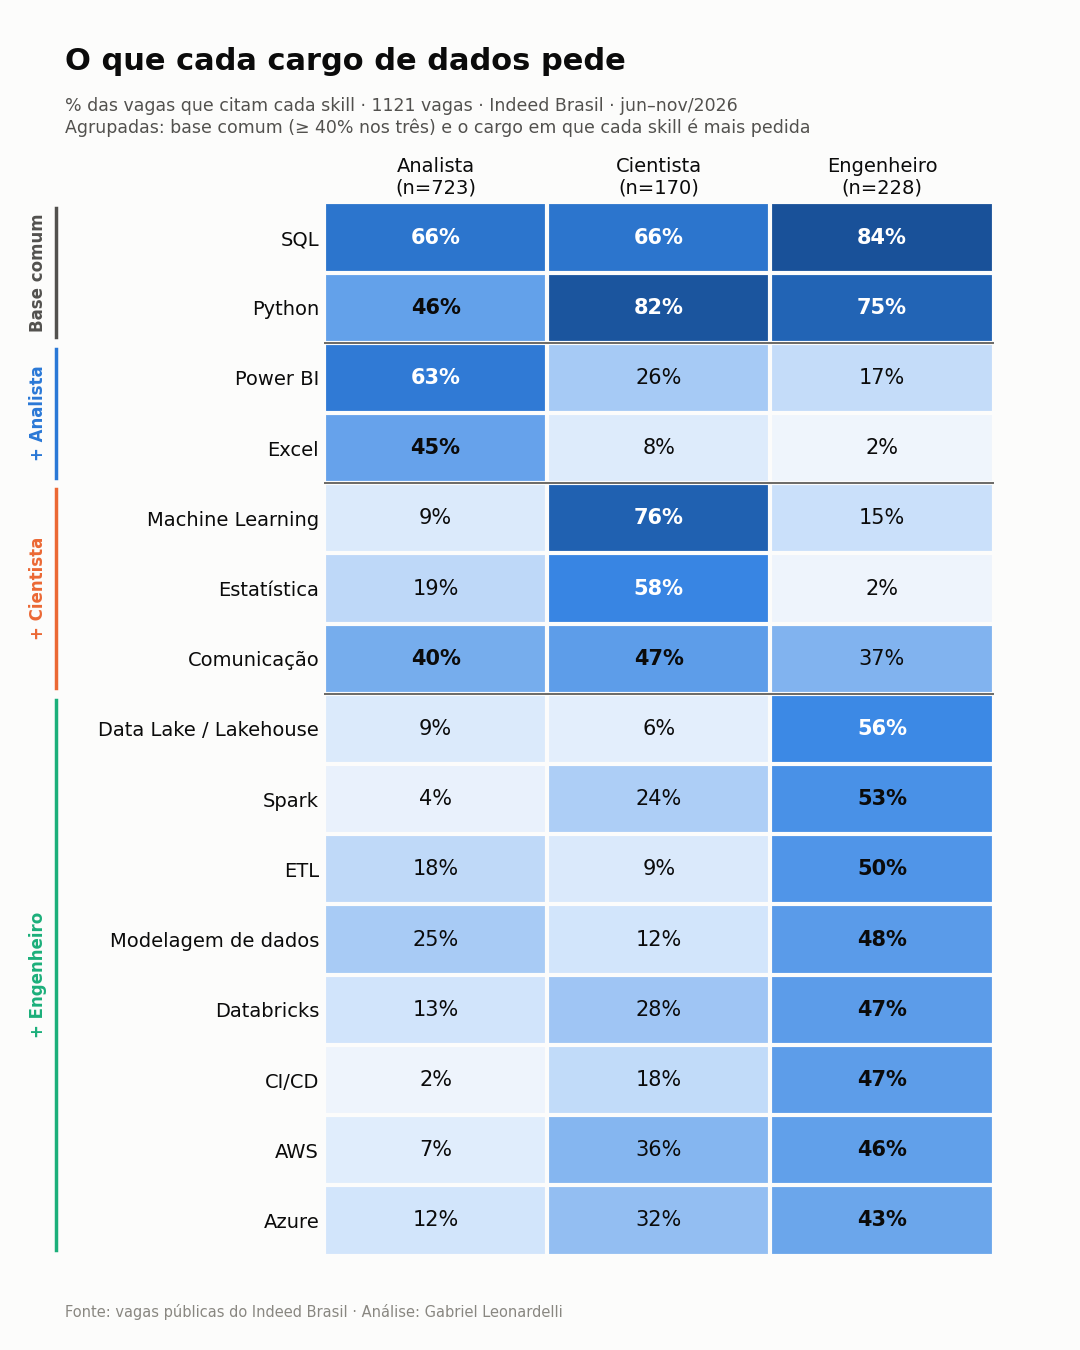 O que cada cargo de dados pede
% das vagas que citam cada skill · 1121 vagas · Indeed Brasil · jun–nov/2026
Agrupadas: base comum (≥ 40% nos três) e o cargo em que cada skill é mais pedida
Analista Cientista Engenheiro
(n=723) (n=170) (n=228)
Base comum
SQL 66% 66% 84%
Python 46% 82% 75%
+ Analista
Power BI 63% 26% 17%
Excel 45% 8% 2%
+ Cientista
Machine Learning 9% 76% 15%
Estatística 19% 58% 2%
Comunicação 40% 47% 37%
+ Engenheiro
Data Lake / Lakehouse 9% 6% 56%
Spark 4% 24% 53%
ETL 18% 9% 50%
Modelagem de dados 25% 12% 48%
Databricks 13% 28% 47%
CI/CD 2% 18% 47%
AWS 7% 36% 46%
Azure 12% 32% 43%
Fonte: vagas públicas do Indeed Brasil · Análise: Gabriel Leonardelli